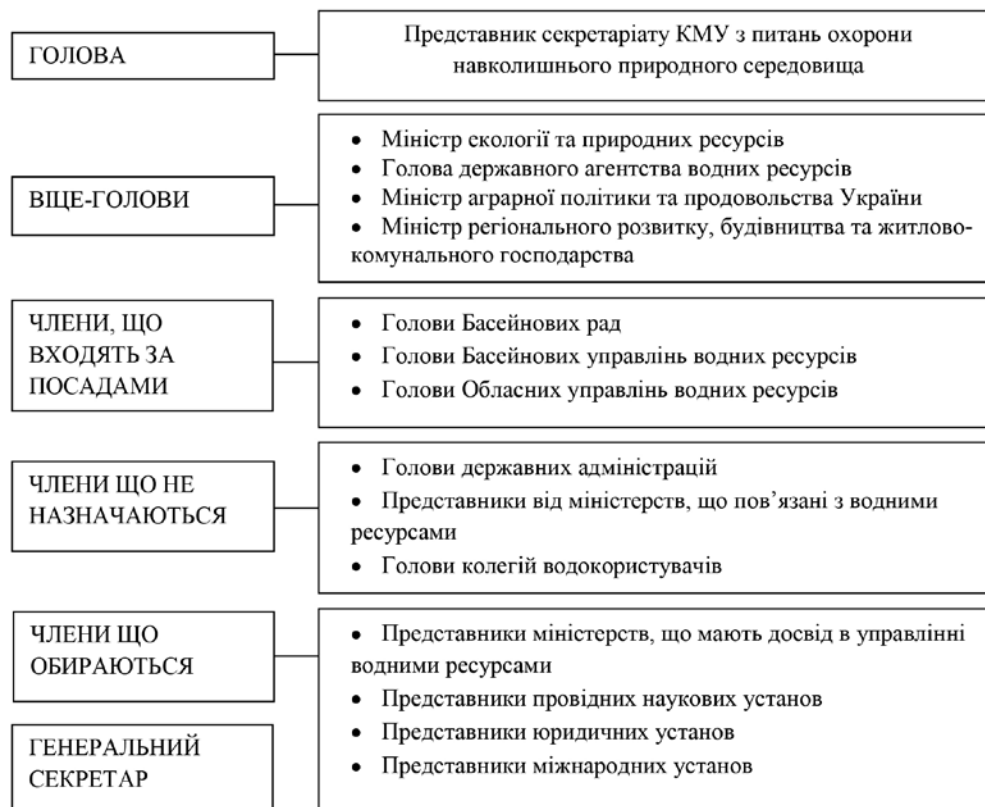 ГОЛОВА
Представник секретаріату КМУ з питань охорони
навколишнього природного середовища
ВІЦЕ-ГОЛОВИ
• Міністр екології та природних ресурсів
• Голова державного агентства водних ресурсів
• Міністр аграрної політики та продовольства України
• Міністр регіонального розвитку, будівництва та житлово-
комунального господарства
ЧЛЕНИ, ЩО
ВХОДЯТЬ ЗА
ПОСАДАМИ
• Голови Басейнових рад
• Голови Басейнових управлінь водних ресурсів
• Голови Обласних управлінь водних ресурсів
ЧЛЕНИ ЩО НЕ
НАЗНАЧАЮТЬСЯ
• Голови державних адміністрацій
• Представники від міністерств, що пов’язані з водними
ресурсами
• Голови колегій водокористувачів
ЧЛЕНИ ЩО
ОБИРАЮТЬСЯ
• Представники міністерств, що мають досвід в управлінні
водними ресурсами
• Представники провідних наукових установ
• Представники юридичних установ
• Представники міжнародних установ
ГЕНЕРАЛЬНИЙ
СЕКРЕТАР